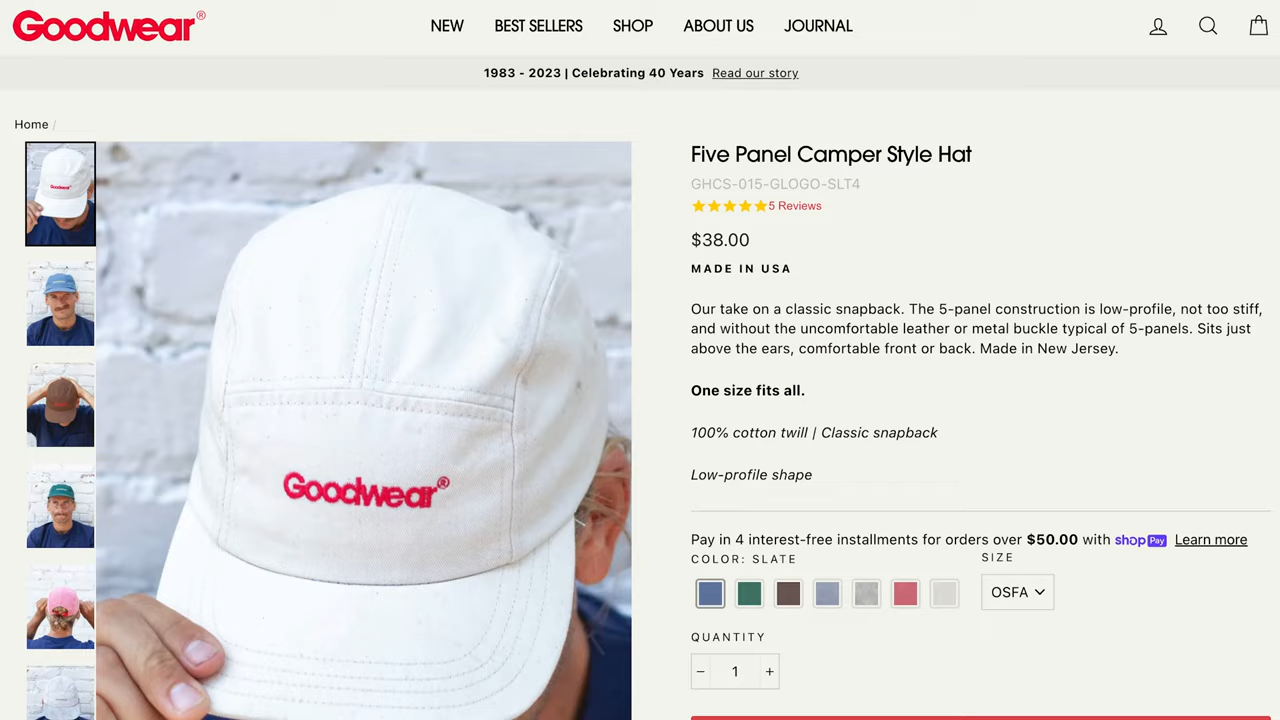 Goodwear®
NEW BEST SELLERS SHOP ABOUT US JOURNAL
1983 - 2023 | Celebrating 40 Years Read our story
Home /
Goodwear®
Five Panel Camper Style Hat
GHCS-015-GLOGO-SLT4
5 Reviews
$38.00
MADE IN USA
Our take on a classic snapback. The 5-panel construction is low-profile, not too stiff,
and without the uncomfortable leather or metal buckle typical of 5-panels. Sits just
above the ears, comfortable front or back. Made in New Jersey.
One size fits all.
100% cotton twill | Classic snapback
Low-profile shape
Pay in 4 interest-free installments for orders over $50.00 with shop Pay Learn more
COLOR: SLATE
SIZE
OSFA
QUANTITY
− 1 +